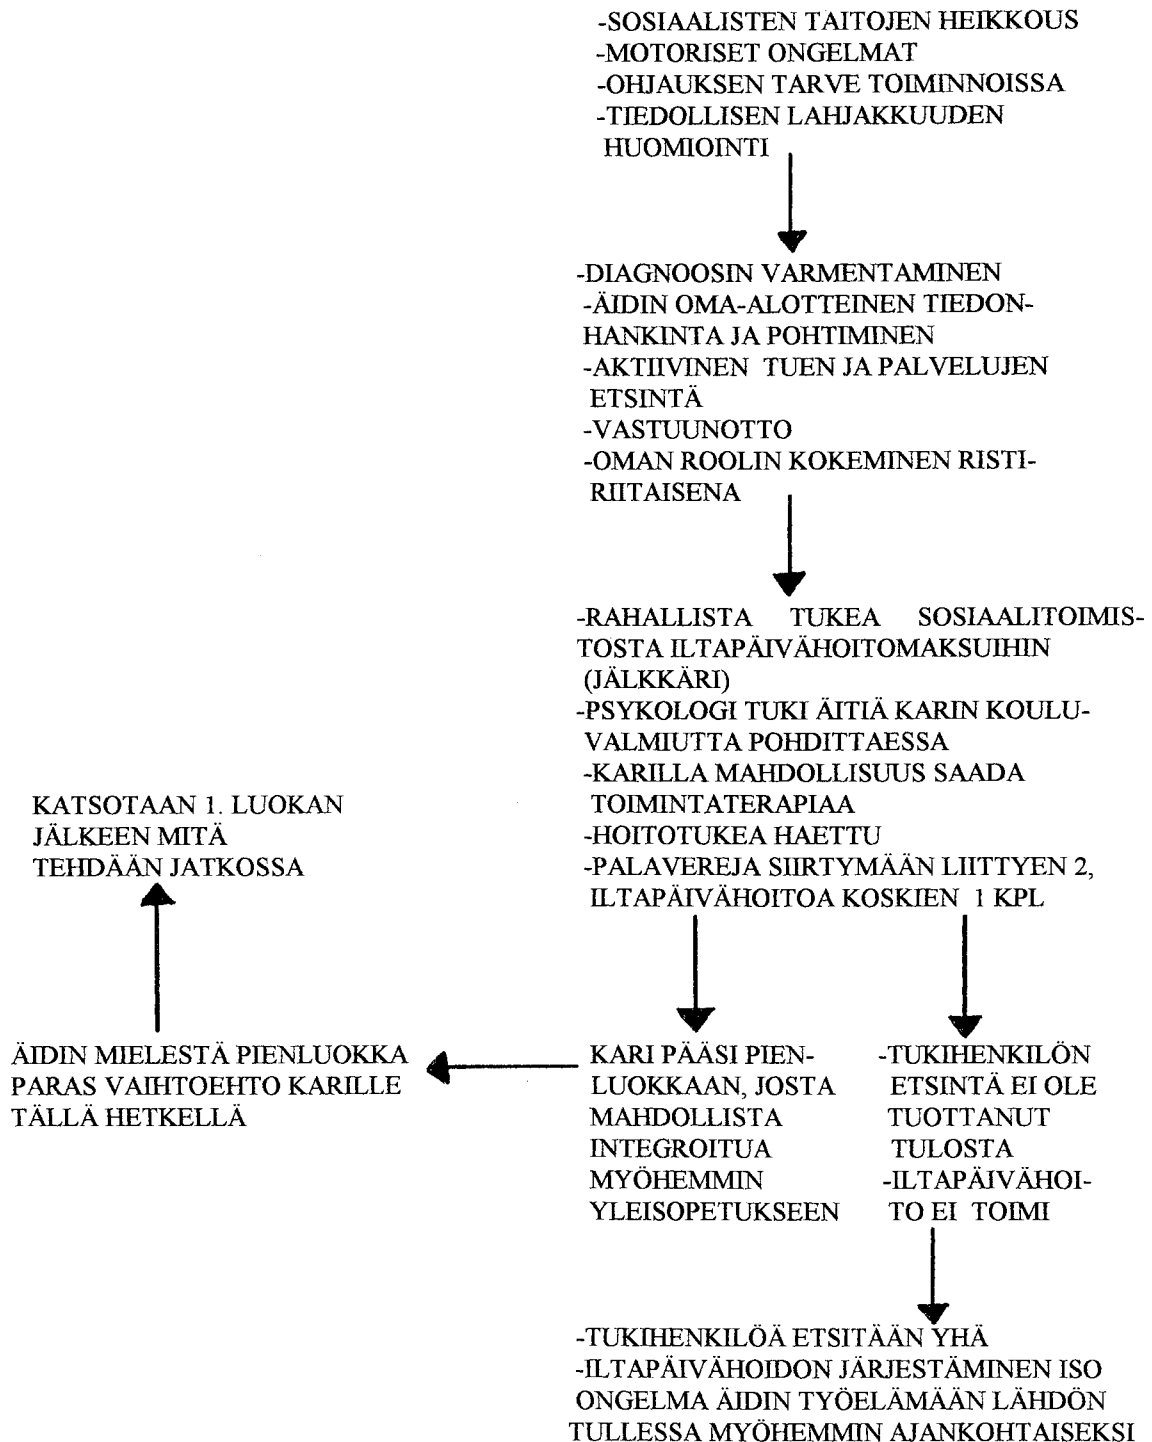 -SOSIAALISTEN TAITOJEN HEIKKOUS
-MOTORISET ONGELMAT
-OHJAUKSEN TARVE TOIMINNOISSA
-TIEDOLLISEN LAHJAKKUUDEN
HUOMIOINTI
-DIAGNOOSIN VARMENTAMINEN
-ÄIDIN OMA-ALOTTEINEN TIEDON-
HANKINTA JA POHTIMINEN
-AKTIIVINEN TUEN JA PALVELUJEN
ETSINTÄ
-VASTUUNOTTO
-OMAN ROOLIN KOKEMINEN RISTI-
RIITAISENA
-RAHALLISTA TUKEA SOSIAALITOIMIS-
TOSTA ILTAPÄIVÄHOITOMAKSUIHIN
(JÄLKKÄRI)
-PSYKOLOGI TUKI ÄITIÄ KARIN KOULU-
VALMIUTTA POHDITTAESSA
-KARILLA MAHDOLLISUUS SAADA
TOIMINTATERAPIAA
-HOITOTUKEA HAETTU
-PALAVEREJA SIIRTYMÄÄN LIITTYEN 2,
ILTAPÄIVÄHOITOA KOSKIEN 1 KPL
KATSOTAAN 1. LUOKAN
JÄLKEEN MITÄ
TEHDÄÄN JATKOSSA
ÄIDIN MIELESTÄ PIENLUOKKA
PARAS VAIHTOEHTO KARILLE
TÄLLÄ HETKELLÄ
KARI PÄÄSI PIEN-
LUOKKAAN, JOSTA
MAHDOLLISTA
INTEGROITUA
MYÖHEMMIN
YLEISOPETUKSEEN
-TUKIHENKILÖN
ETSINTÄ EI OLE
TUOTTANUT
TULOSTA
-ILTAPÄIVÄHOI-
TO EI TOIMI
-TUKIHENKILÖÄ ETSITÄÄN YHÄ
-ILTAPÄIVÄHOIDON JÄRJESTÄMINEN ISO
ONGELMA ÄIDIN TYÖELÄMÄÄN LÄHDÖN
TULLESSA MYÖHEMMIN AJANKOHTAISEKSI